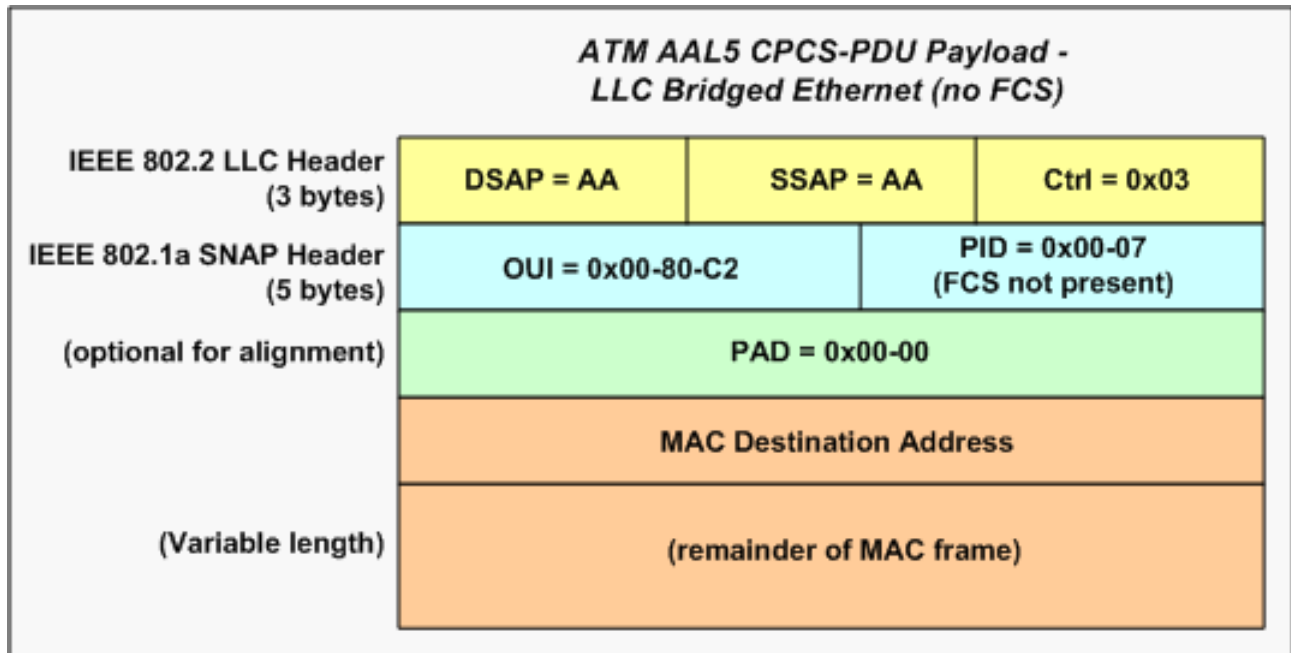 ATM AAL5 CPCS-PDU Payload -
LLC Bridged Ethernet (no FCS)
IEEE 802.2 LLC Header
(3 bytes)
DSAP = AA
SSAP = AA
Ctrl = 0x03
IEEE 802.1a SNAP Header
(5 bytes)
OUI = 0x00-80-C2
PID = 0x00-07
(FCS not present)
(optional for alignment)
PAD = 0x00-00
MAC Destination Address
(Variable length)
(remainder of MAC frame)